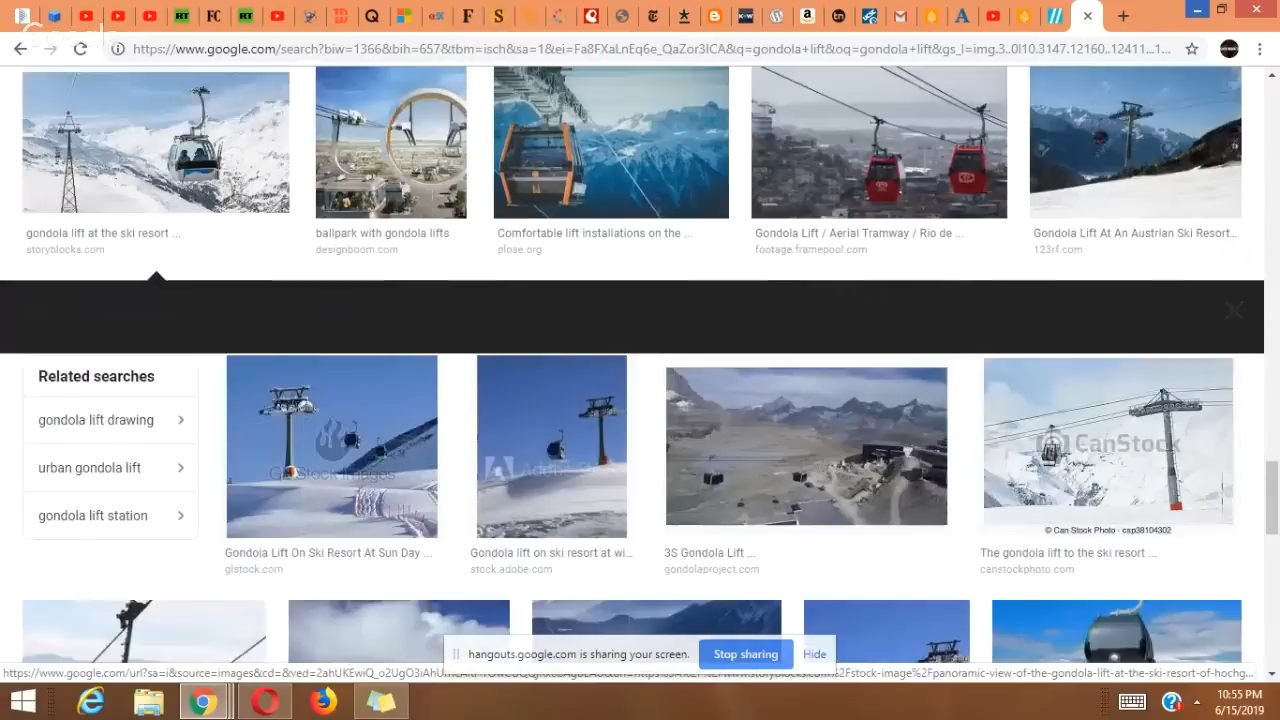 https://www.google.com/search?biw=1366&bih=657&tbm=isch&sa=1&ei=Fa8FXaLnEq6e_QaZor3ICA&q=gondola+lift&oq=gondola+lift&gs_l=img.3..0l10.3147.12160..12411...1...
gondola lift at the ski resort ...
storyblocks.com
ballpark with gondola lifts
designboom.com
Comfortable lift installations on the ...
plose.org
Gondola Lift / Aerial Tramway / Rio de ...
footage.framepool.com
Gondola Lift At An Austrian Ski Resort...
123rf.com
Related searches
gondola lift drawing
urban gondola lift
gondola lift station
CanStock
© Can Stock Photo - csp38104302
Gondola Lift On Ski Resort At Sun Day ...
glstock.com
Gondola lift on ski resort at wi...
stock.adobe.com
3S Gondola Lift ...
gondolaproject.com
The gondola lift to the ski resort ...
canstockphoto.com
hangouts.google.com is sharing your screen.
Stop sharing
Hide
10:55 PM
6/15/2019